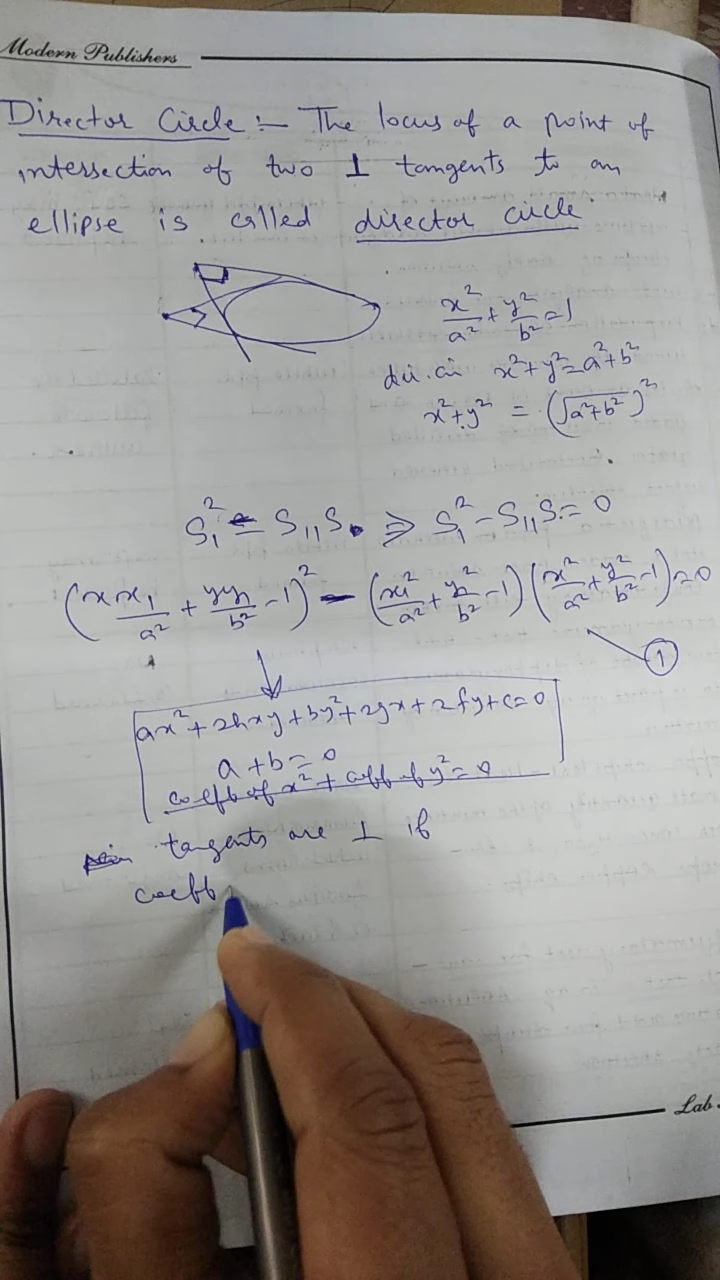 Modern Publishers
Director Circle :- The locus of a point of
intersection of two ⊥ tangents to an
ellipse is called director circle.
x²/a² + y²/b² = 1
di. ci x²+y²=a²+b²
x²+y² = (√a²+b²)²
S₁² = S₁₁S ⇒ S₁² - S₁₁S = 0
(xx₁/a² + yy₁/b² - 1)² - (x₁²/a² + y₁²/b² - 1)(x²/a² + y²/b² - 1) = 0
①
ax²+2hxy+by²+2gx+2fy+c=0
a+b=0
coeff of x² + coeff of y² = 0
tangents are ⊥ if
coeff
Lab